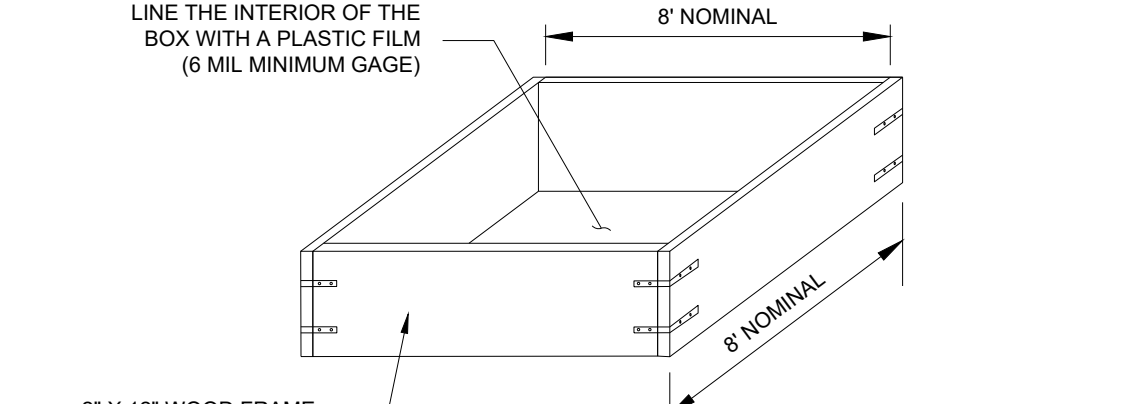 LINE THE INTERIOR OF THE
BOX WITH A PLASTIC FILM
(6 MIL MINIMUM GAGE)
8' NOMINAL
8' NOMINAL
X WOOD FRAME